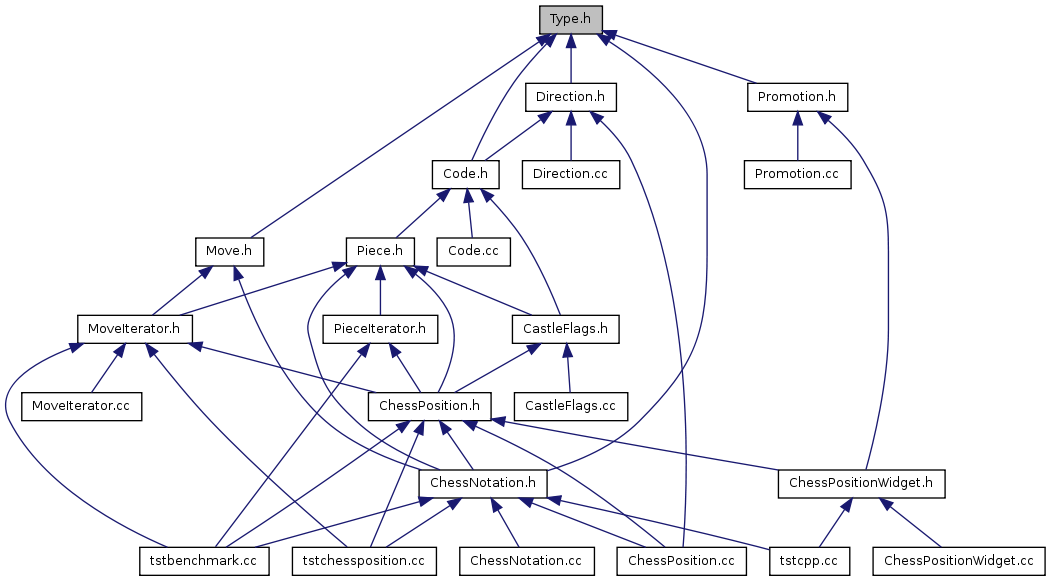 Type.h
Direction.h
Promotion.h
Code.h
Direction.cc
Promotion.cc
Move.h
Piece.h
Code.cc
MoveIterator.h
PieceIterator.h
CastleFlags.h
MoveIterator.cc
ChessPosition.h
CastleFlags.cc
ChessNotation.h
ChessPositionWidget.h
tstbenchmark.cc
tstchessposition.cc
ChessNotation.cc
ChessPosition.cc
tstcpp.cc
ChessPositionWidget.cc